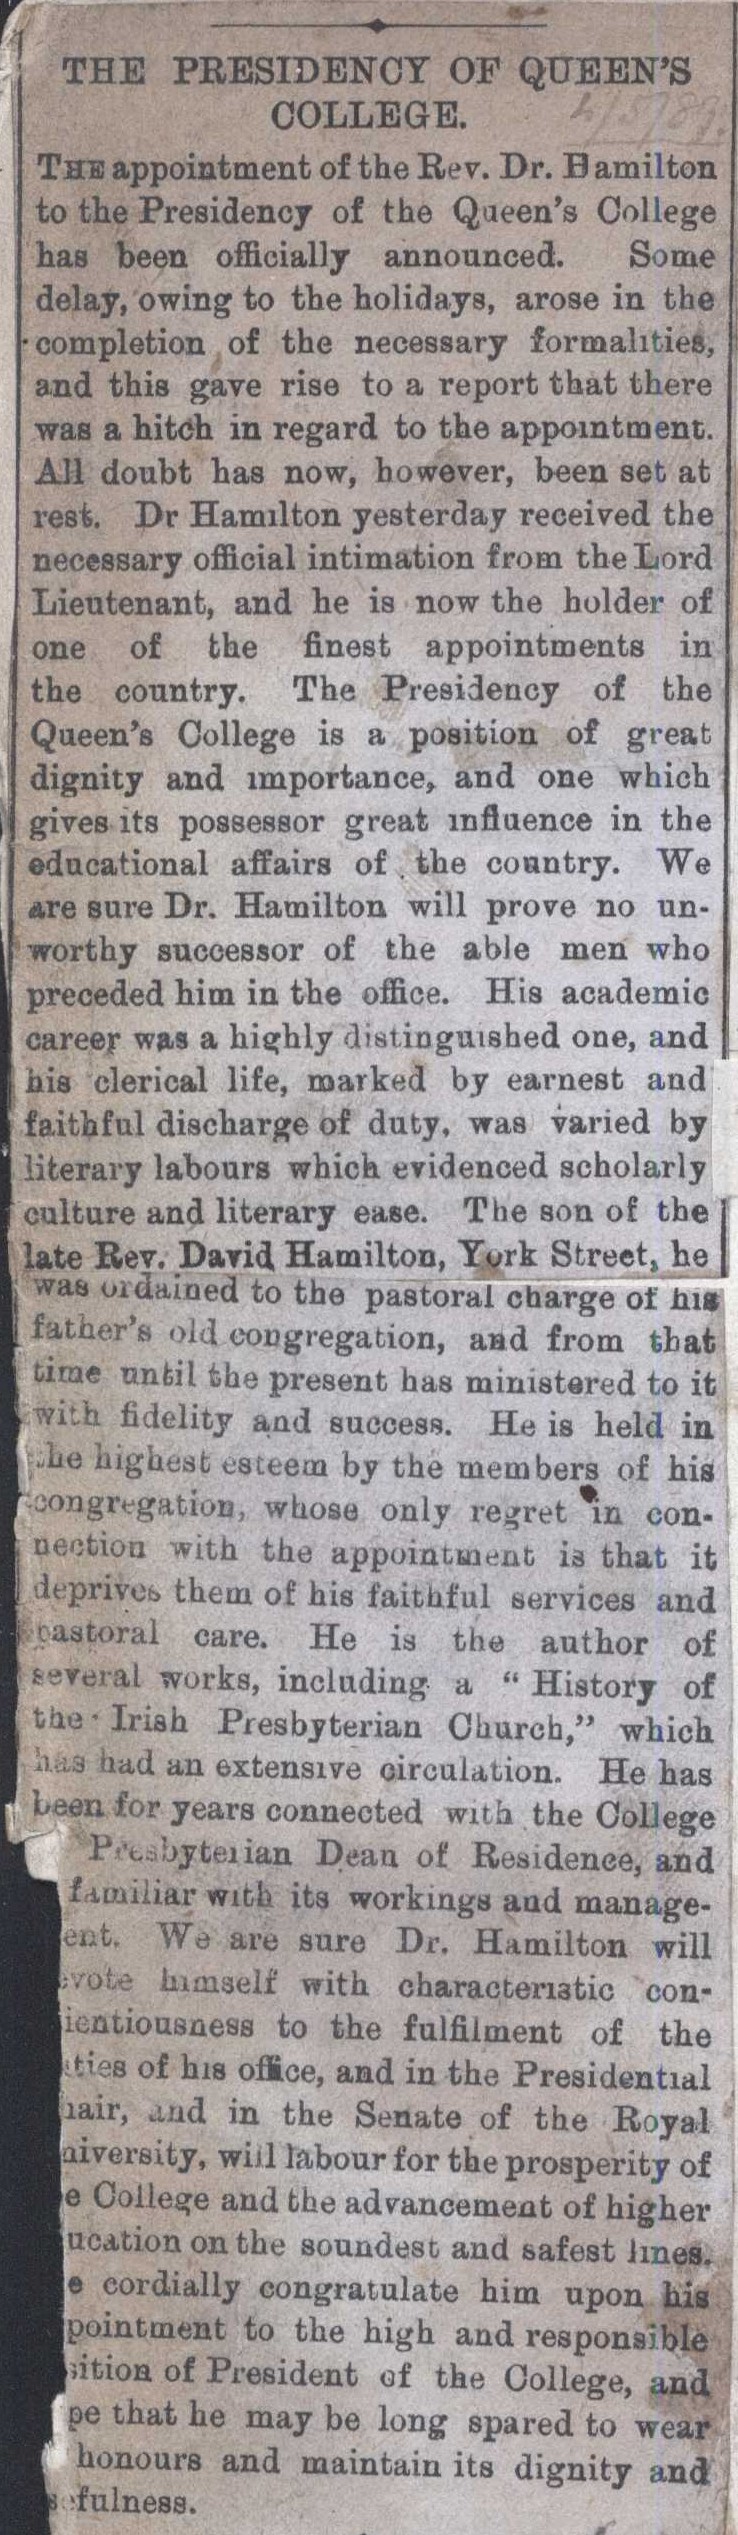 THE PRESIDENCY OF QUEEN'S
COLLEGE.
4/5/89.
THE appointment of the Rev. Dr. Hamilton
to the Presidency of the Queen's College
has been officially announced. Some
delay, owing to the holidays, arose in the
completion of the necessary formalities,
and this gave rise to a report that there
was a hitch in regard to the appointment.
All doubt has now, however, been set at
rest. Dr Hamilton yesterday received the
necessary official intimation from the Lord
Lieutenant, and he is now the holder of
one of the finest appointments in
the country. The Presidency of the
Queen's College is a position of great
dignity and importance, and one which
gives its possessor great influence in the
educational affairs of the country. We
are sure Dr. Hamilton will prove no un-
worthy successor of the able men who
preceded him in the office. His academic
career was a highly distinguished one, and
his clerical life, marked by earnest and
faithful discharge of duty, was varied by
literary labours which evidenced scholarly
culture and literary ease. The son of the
late Rev. David Hamilton, York Street, he
was ordained to the pastoral charge of his
father's old congregation, and from that
time until the present has ministered to it
with fidelity and success. He is held in
the highest esteem by the members of his
congregation, whose only regret in con-
nection with the appointment is that it
deprives them of his faithful services and
pastoral care. He is the author of
several works, including a "History of
the Irish Presbyterian Church," which
has had an extensive circulation. He has
been for years connected with the College
Presbyterian Dean of Residence, and
familiar with its workings and manage-
ent. We are sure Dr. Hamilton will
evote himself with characteristic con-
ientiousness to the fulfilment of the
ties of his office, and in the Presidential
hair, and in the Senate of the Royal
niversity, will labour for the prosperity of
e College and the advancement of higher
ucation on the soundest and safest lines.
e cordially congratulate him upon his
pointment to the high and responsible
sition of President of the College, and
pe that he may be long spared to wear
honours and maintain its dignity and
sefulness.